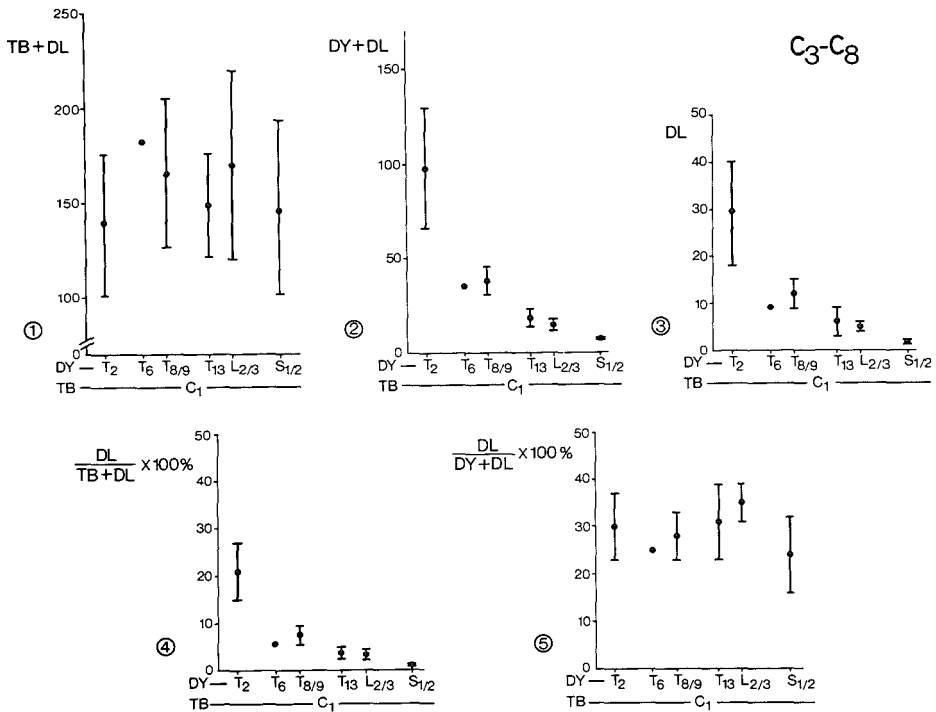 C3-C8
TB+DL
250
200
150
100
0
①
DY — T2 T6 T8/9 T13 L2/3 S1/2
TB — C1
DY+DL
150
100
50
0
②
DY — T2 T6 T8/9 T13 L2/3 S1/2
TB — C1
DL
50
40
30
20
10
0
③
DY — T2 T6 T8/9 T13 L2/3 S1/2
TB — C1
DL
TB+DL ×100%
50
40
30
20
10
0
④
DY — T2 T6 T8/9 T13 L2/3 S1/2
TB — C1
DL
DY+DL ×100%
50
40
30
20
10
0
⑤
DY — T2 T6 T8/9 T13 L2/3 S1/2
TB — C1